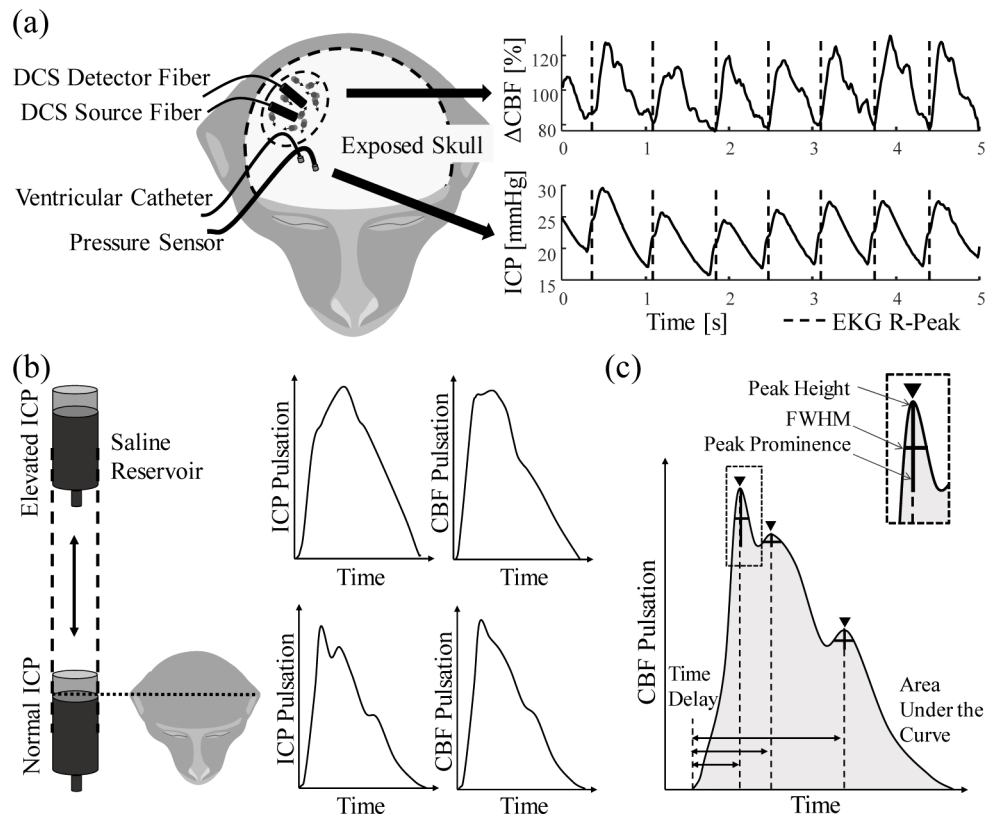 (a)
DCS Detector Fiber
DCS Source Fiber
Exposed Skull
Ventricular Catheter
Pressure Sensor
ΔCBF [%]
120
100
80
0 1 2 3 4 5
ICP [mmHg]
30
25
20
15
0 1 2 3 4 5
Time [s]
EKG R-Peak
(b)
Elevated ICP
Saline
Reservoir
Normal ICP
ICP Pulsation
Time
CBF Pulsation
Time
ICP Pulsation
Time
CBF Pulsation
Time
(c)
Peak Height
FWHM
Peak Prominence
CBF Pulsation
Time
Delay
Area
Under the
Curve
Time